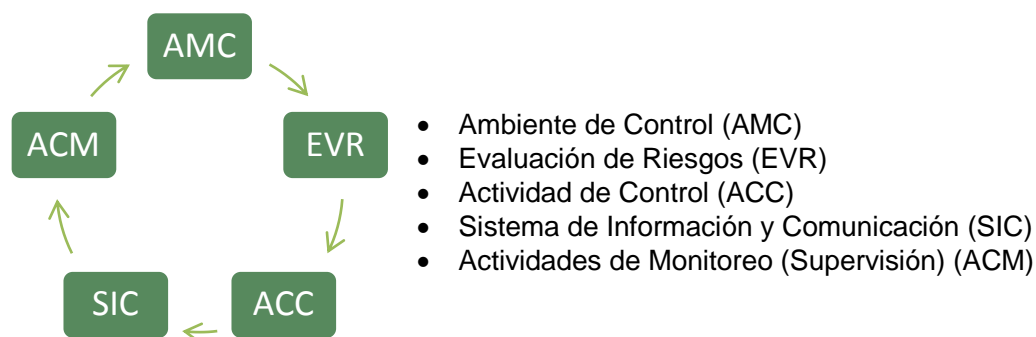 AMC
ACM
EVR
SIC
ACC
• Ambiente de Control (AMC)
• Evaluación de Riesgos (EVR)
• Actividad de Control (ACC)
• Sistema de Información y Comunicación (SIC)
• Actividades de Monitoreo (Supervisión) (ACM)